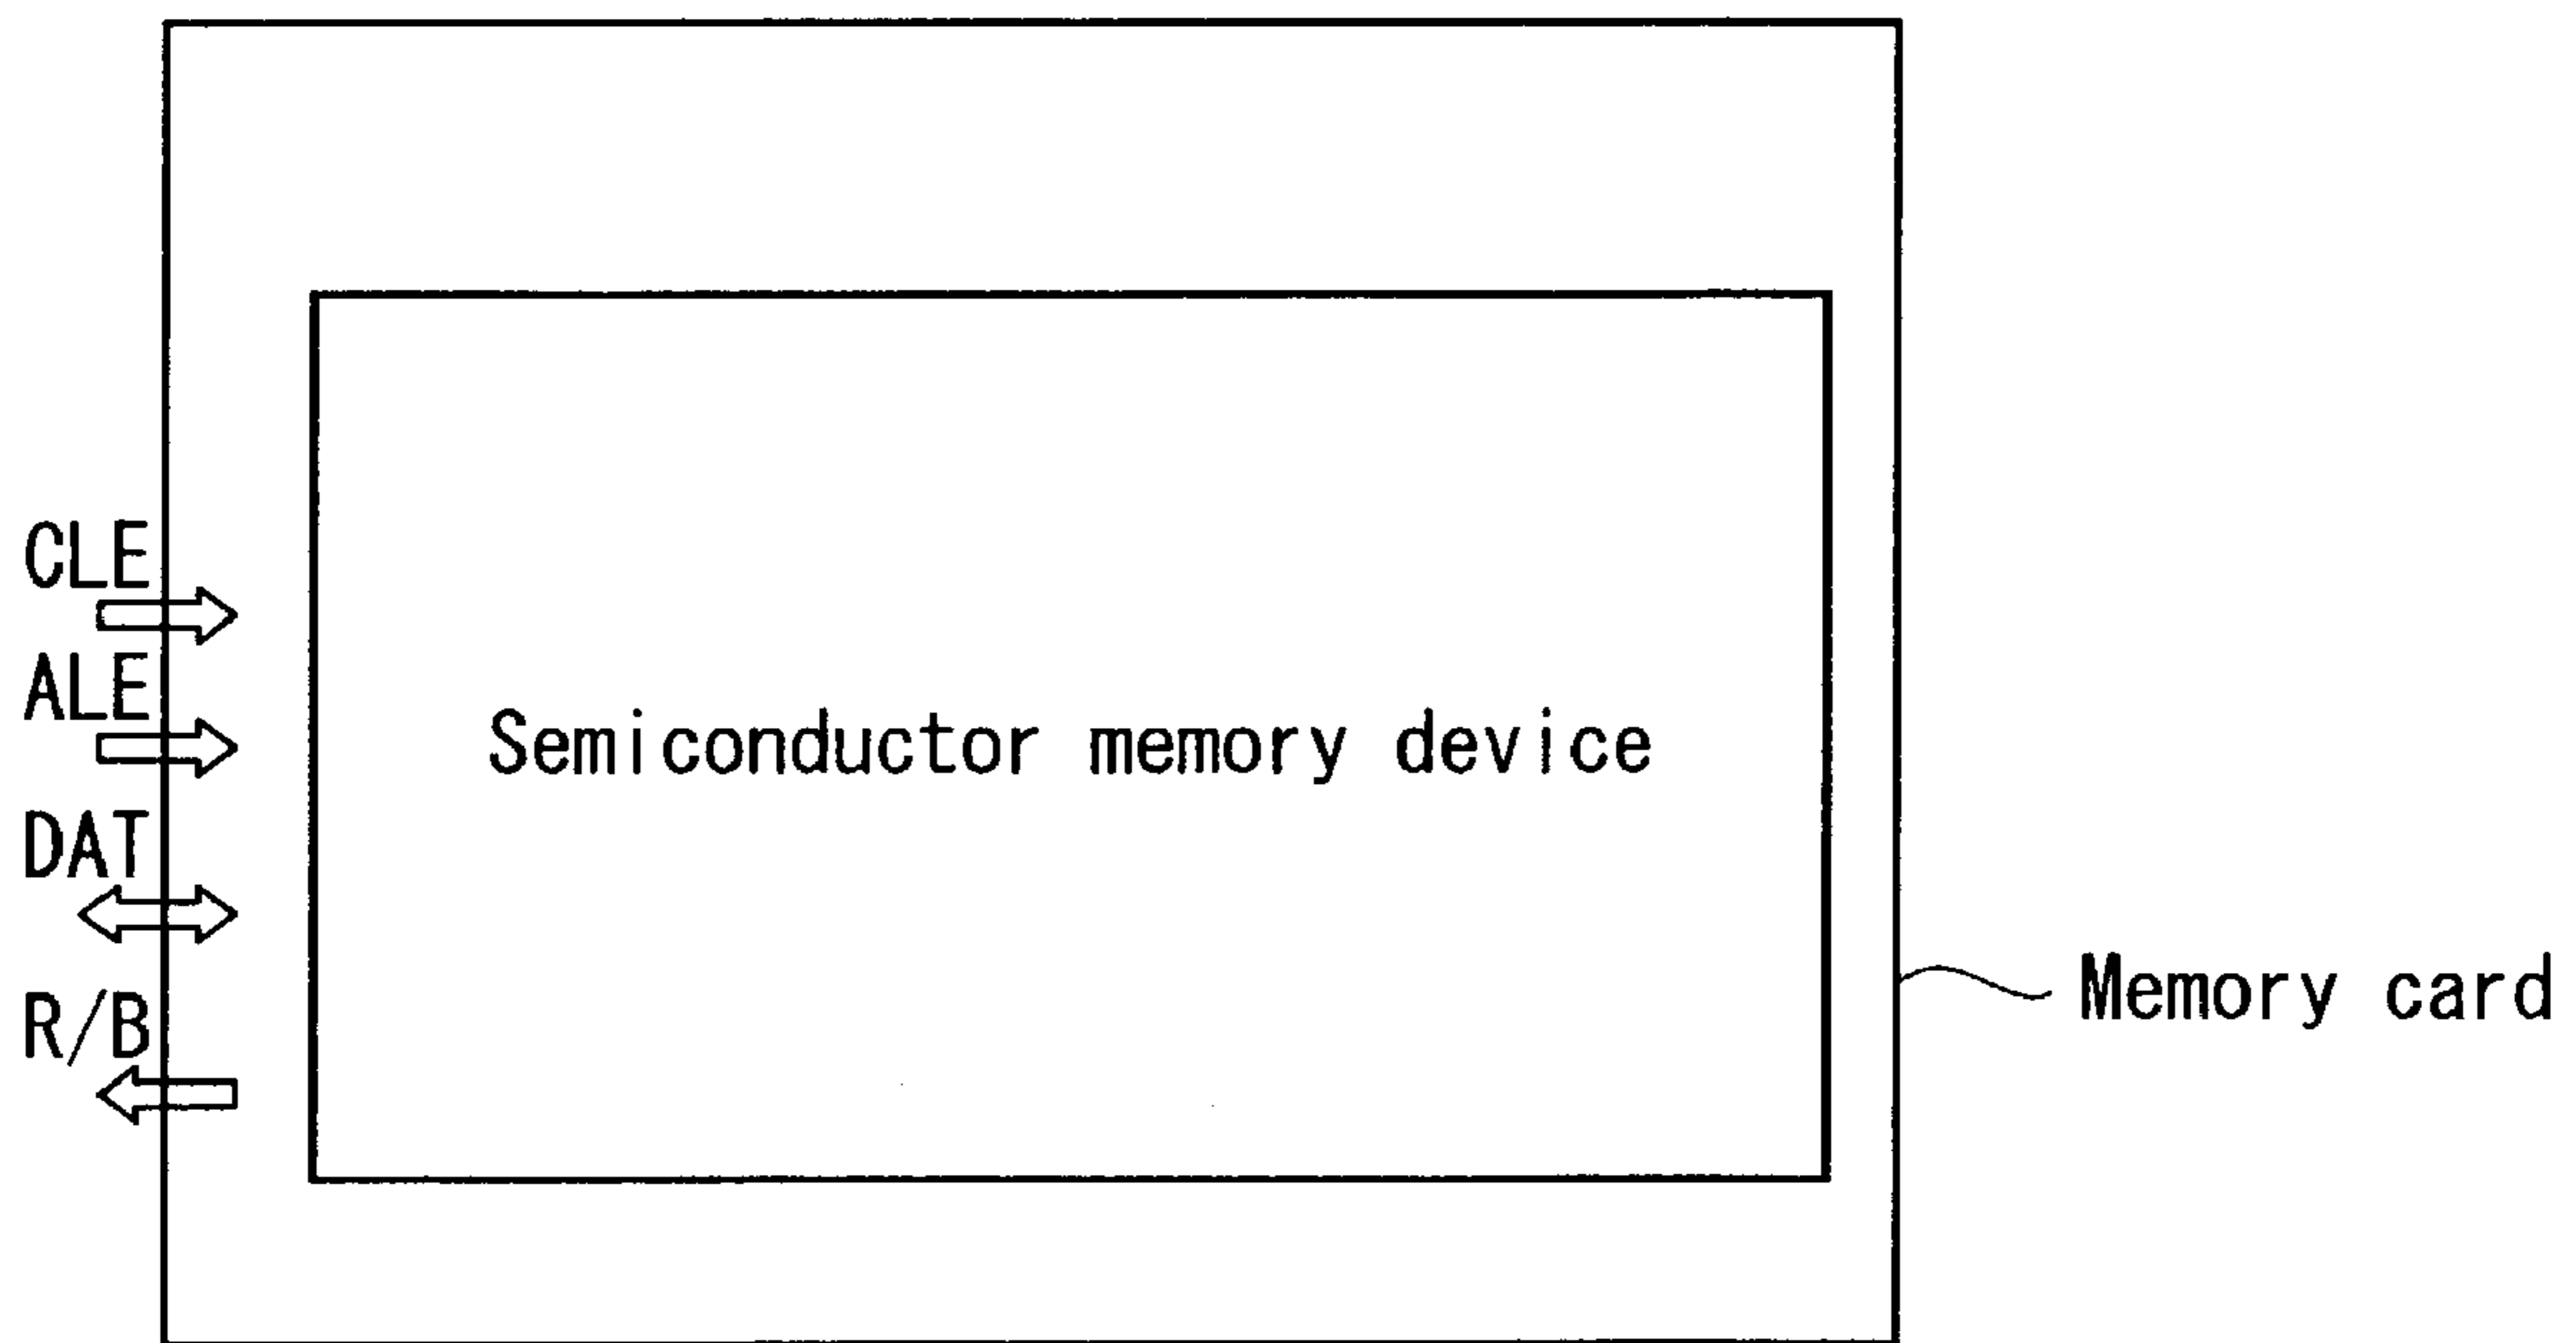 CLE
ALE
Semiconductor memory device
DAT
R/B
Memory card